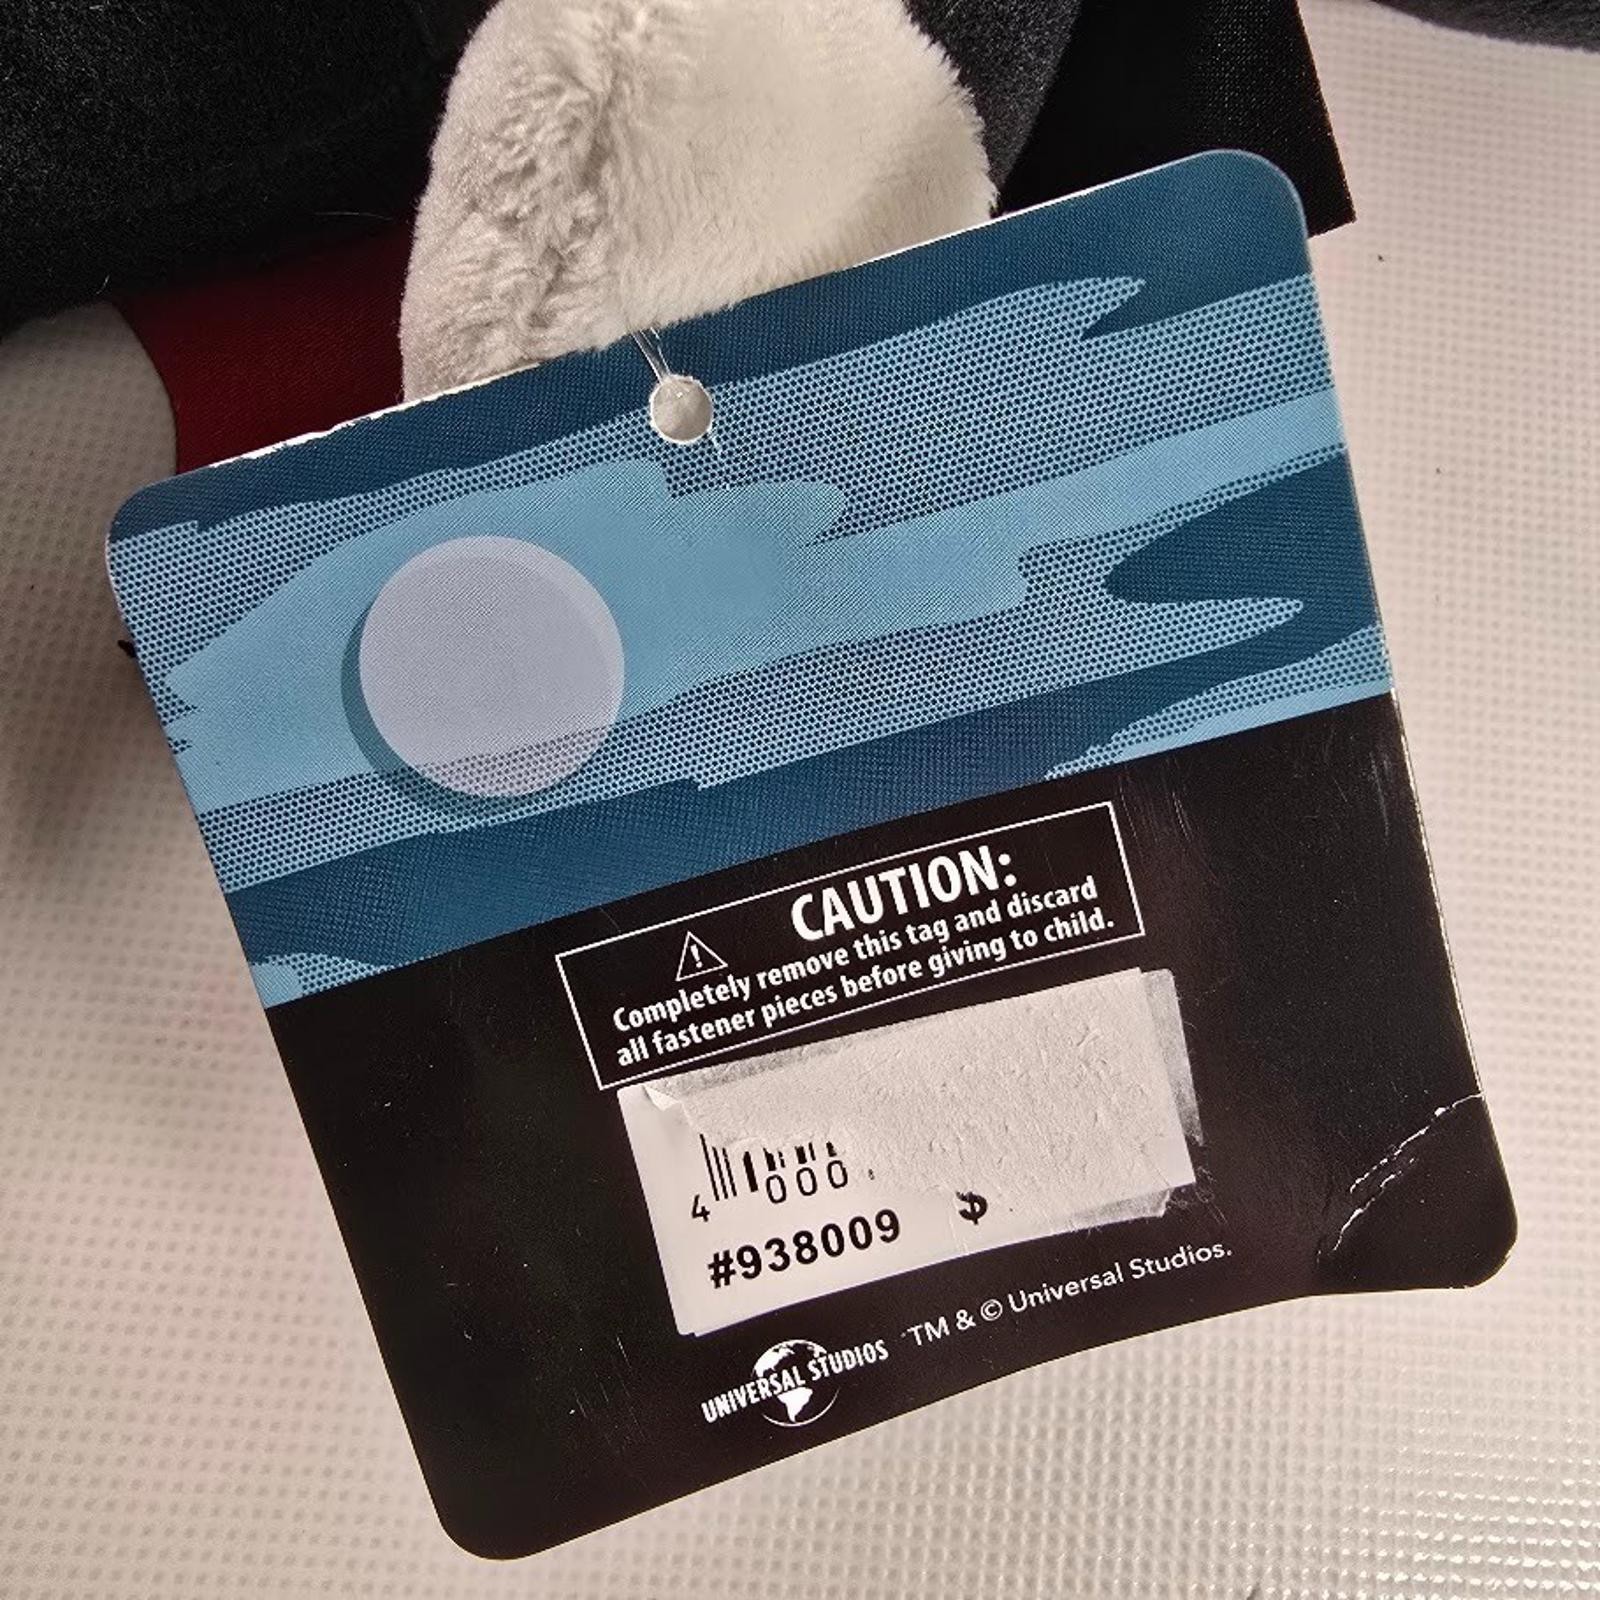 CAUTION:
Completely remove this tag and discard
all fastener pieces before giving to child.
4 000
#938009 $
UNIVERSAL STUDIOS TM & © Universal Studios.